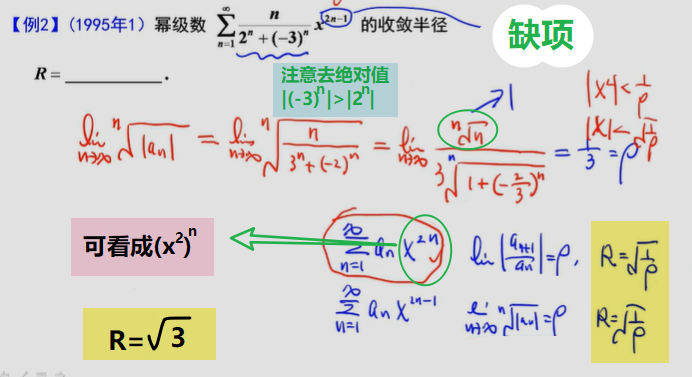 【例2】(1995年1) 幂级数 $\sum_{n=1}^{\infty} \frac{n}{2^n+(-3)^n} x^{2n-1}$ 的收敛半径
缺项
R = ________ .
注意去绝对值
|(-3)^n|>|2^n|
$\lim_{n\to\infty} \sqrt[n]{|a_n|} = \lim_{n\to\infty} \sqrt[n]{\frac{n}{3^n+(-2)^n}} = \lim_{n\to\infty} \frac{\sqrt[n]{n}}{3\sqrt[n]{1+(-\frac{2}{3})^n}} = \frac{1}{3} = \rho$
1
$|x^2| < \frac{1}{\rho}$
$|x| < \sqrt{\frac{1}{\rho}}$
可看成(x²)ⁿ
$\sum_{n=1}^{\infty} a_n x^{2n}$ $\lim |\frac{a_{n+1}}{a_n}| = \rho,$ $R = \sqrt{\frac{1}{\rho}}$
$\sum_{n=1}^{\infty} a_n x^{2n-1}$ $\lim_{n\to\infty} \sqrt[n]{|a_n|} = \rho$ $R = \sqrt{\frac{1}{\rho}}$
R=√3